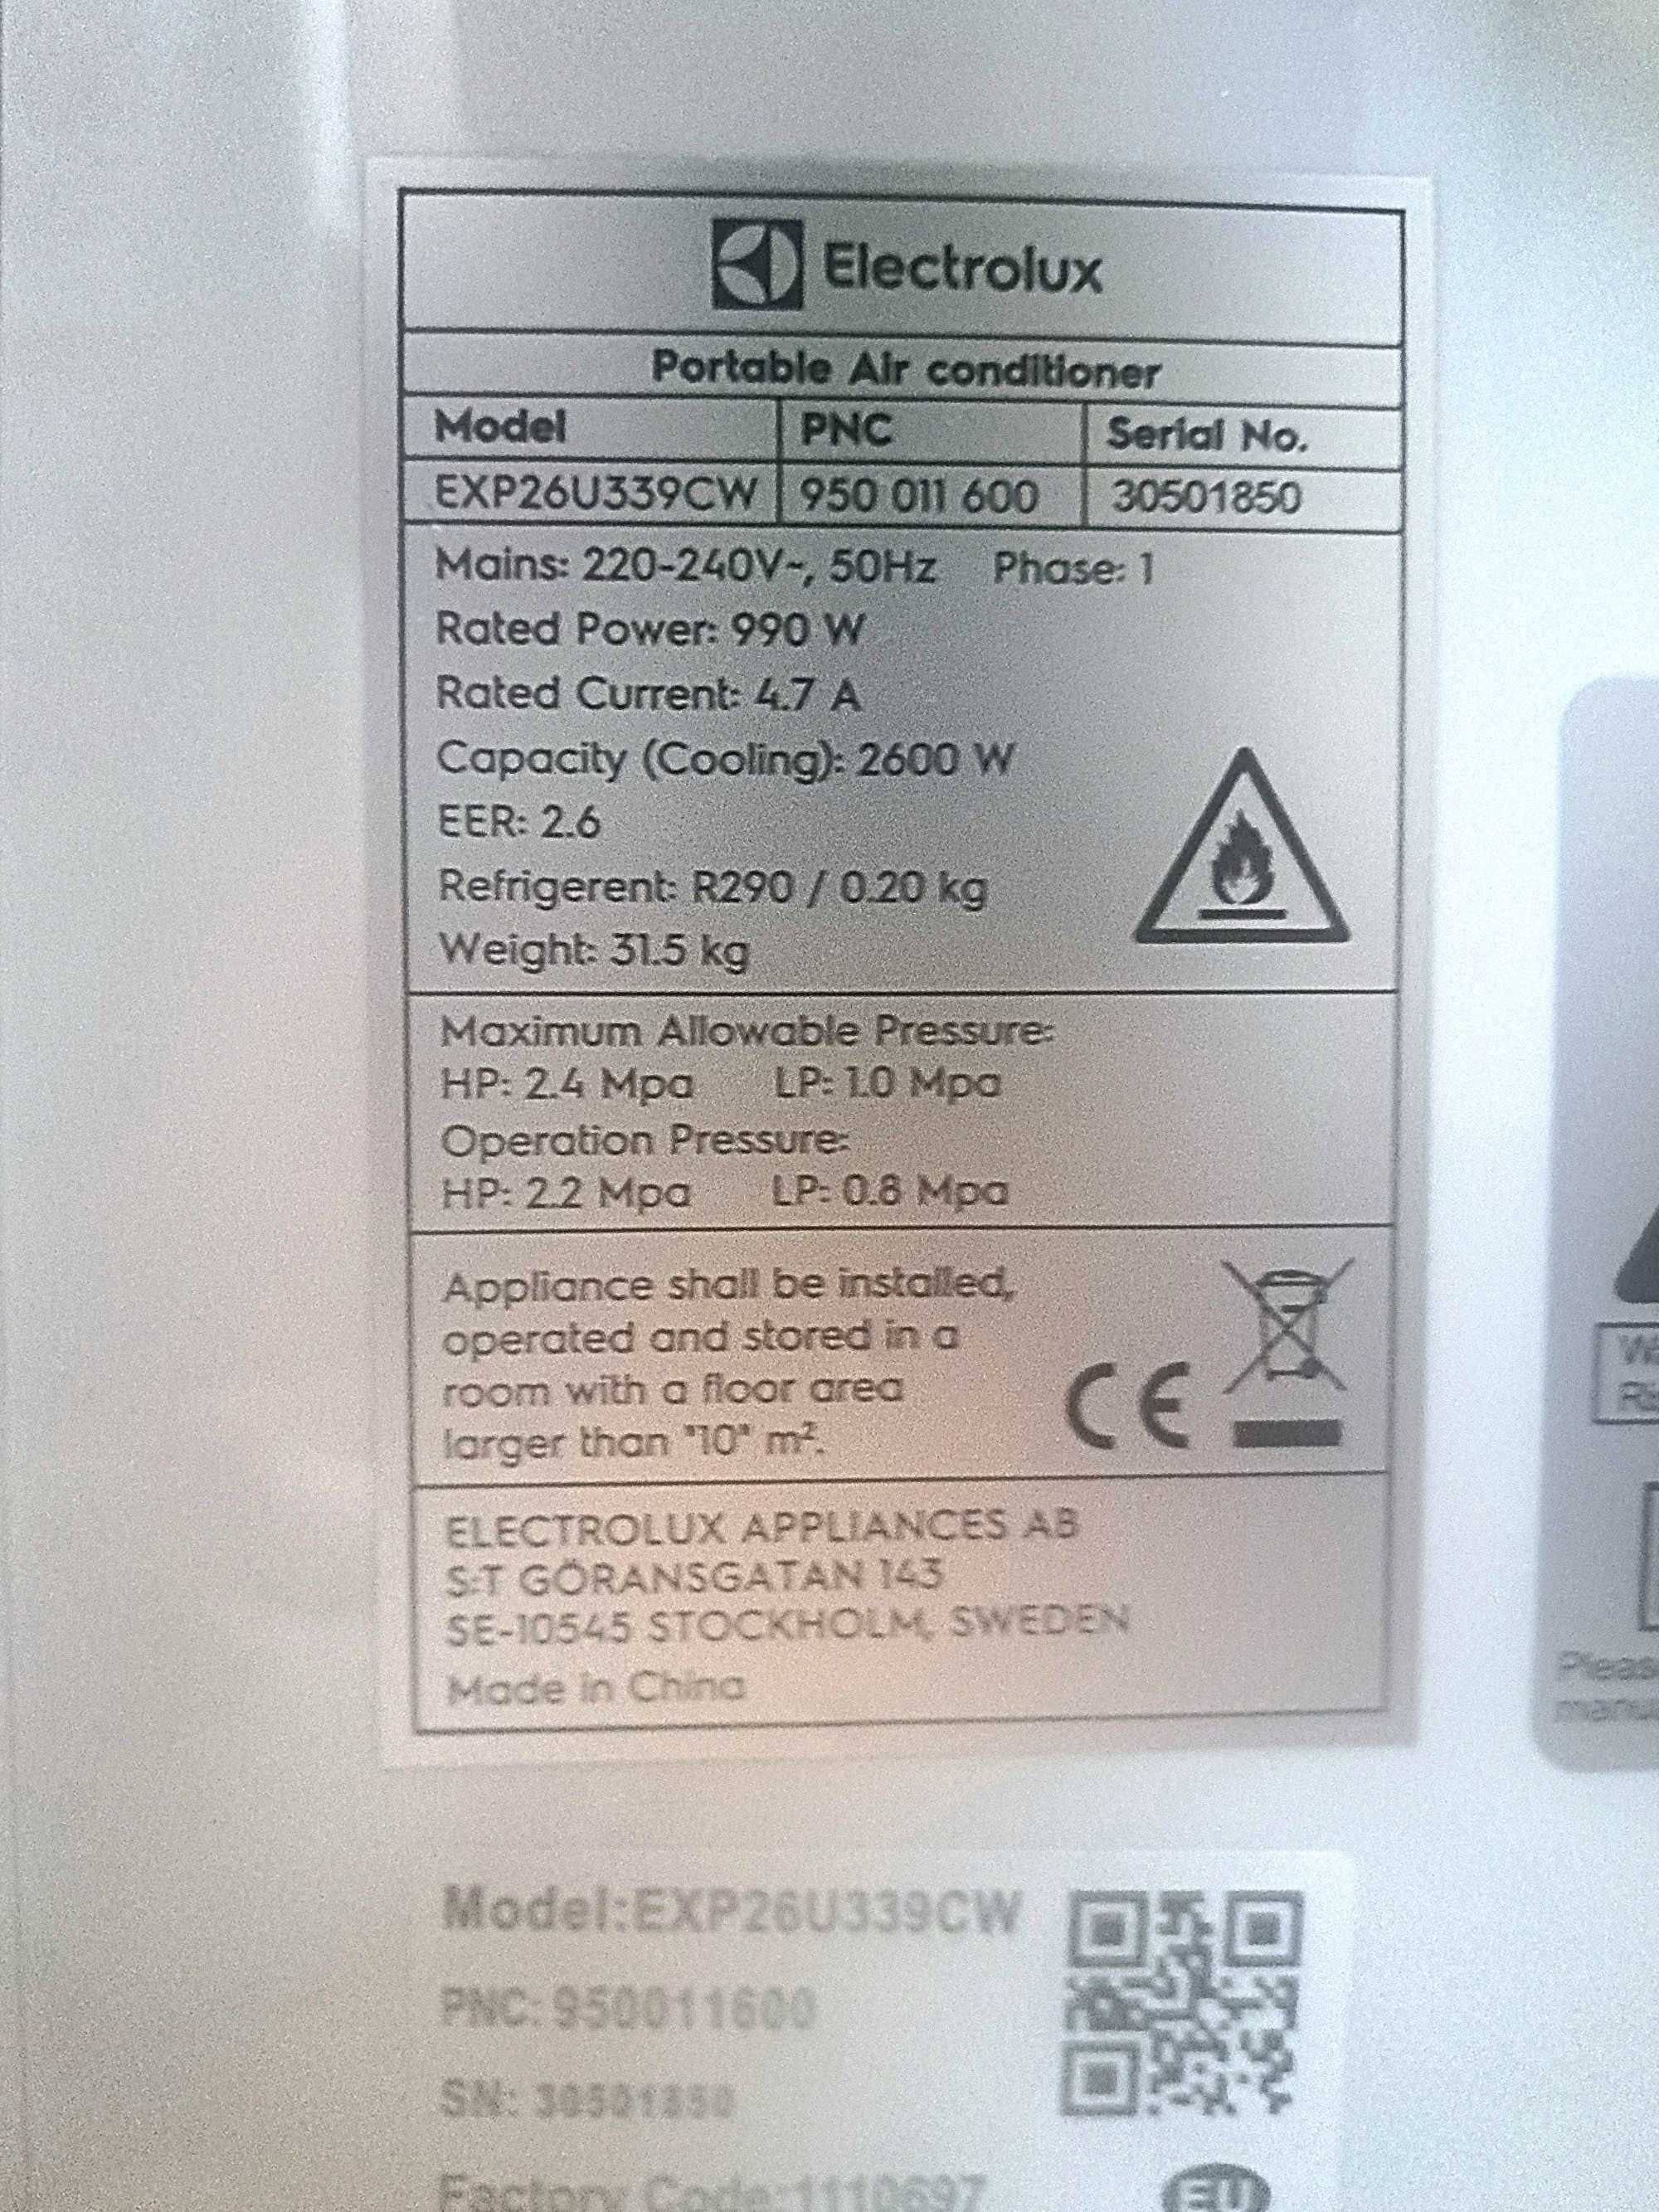 Electrolux
Portable Air conditioner
Model PNC Serial No.
EXP26U339CW 950 011 600 30501850
Mains: 220-240V~, 50Hz Phase: 1
Rated Power: 990 W
Rated Current: 4.7 A
Capacity (Cooling): 2600 W
EER: 2.6
Refrigerent: R290 / 0.20 kg
Weight: 31.5 kg
Maximum Allowable Pressure:
HP: 2.4 Mpa LP: 1.0 Mpa
Operation Pressure:
HP: 2.2 Mpa LP: 0.8 Mpa
Appliance shall be installed,
operated and stored in a
room with a floor area
larger than "10" m².
CE
ELECTROLUX APPLIANCES AB
S:T GÖRANSGATAN 143
SE-10545 STOCKHOLM, SWEDEN
Made in China
Model:EXP26U339CW
PNC: 950011600
SN: 30501850
Factory Code:1110697
EU